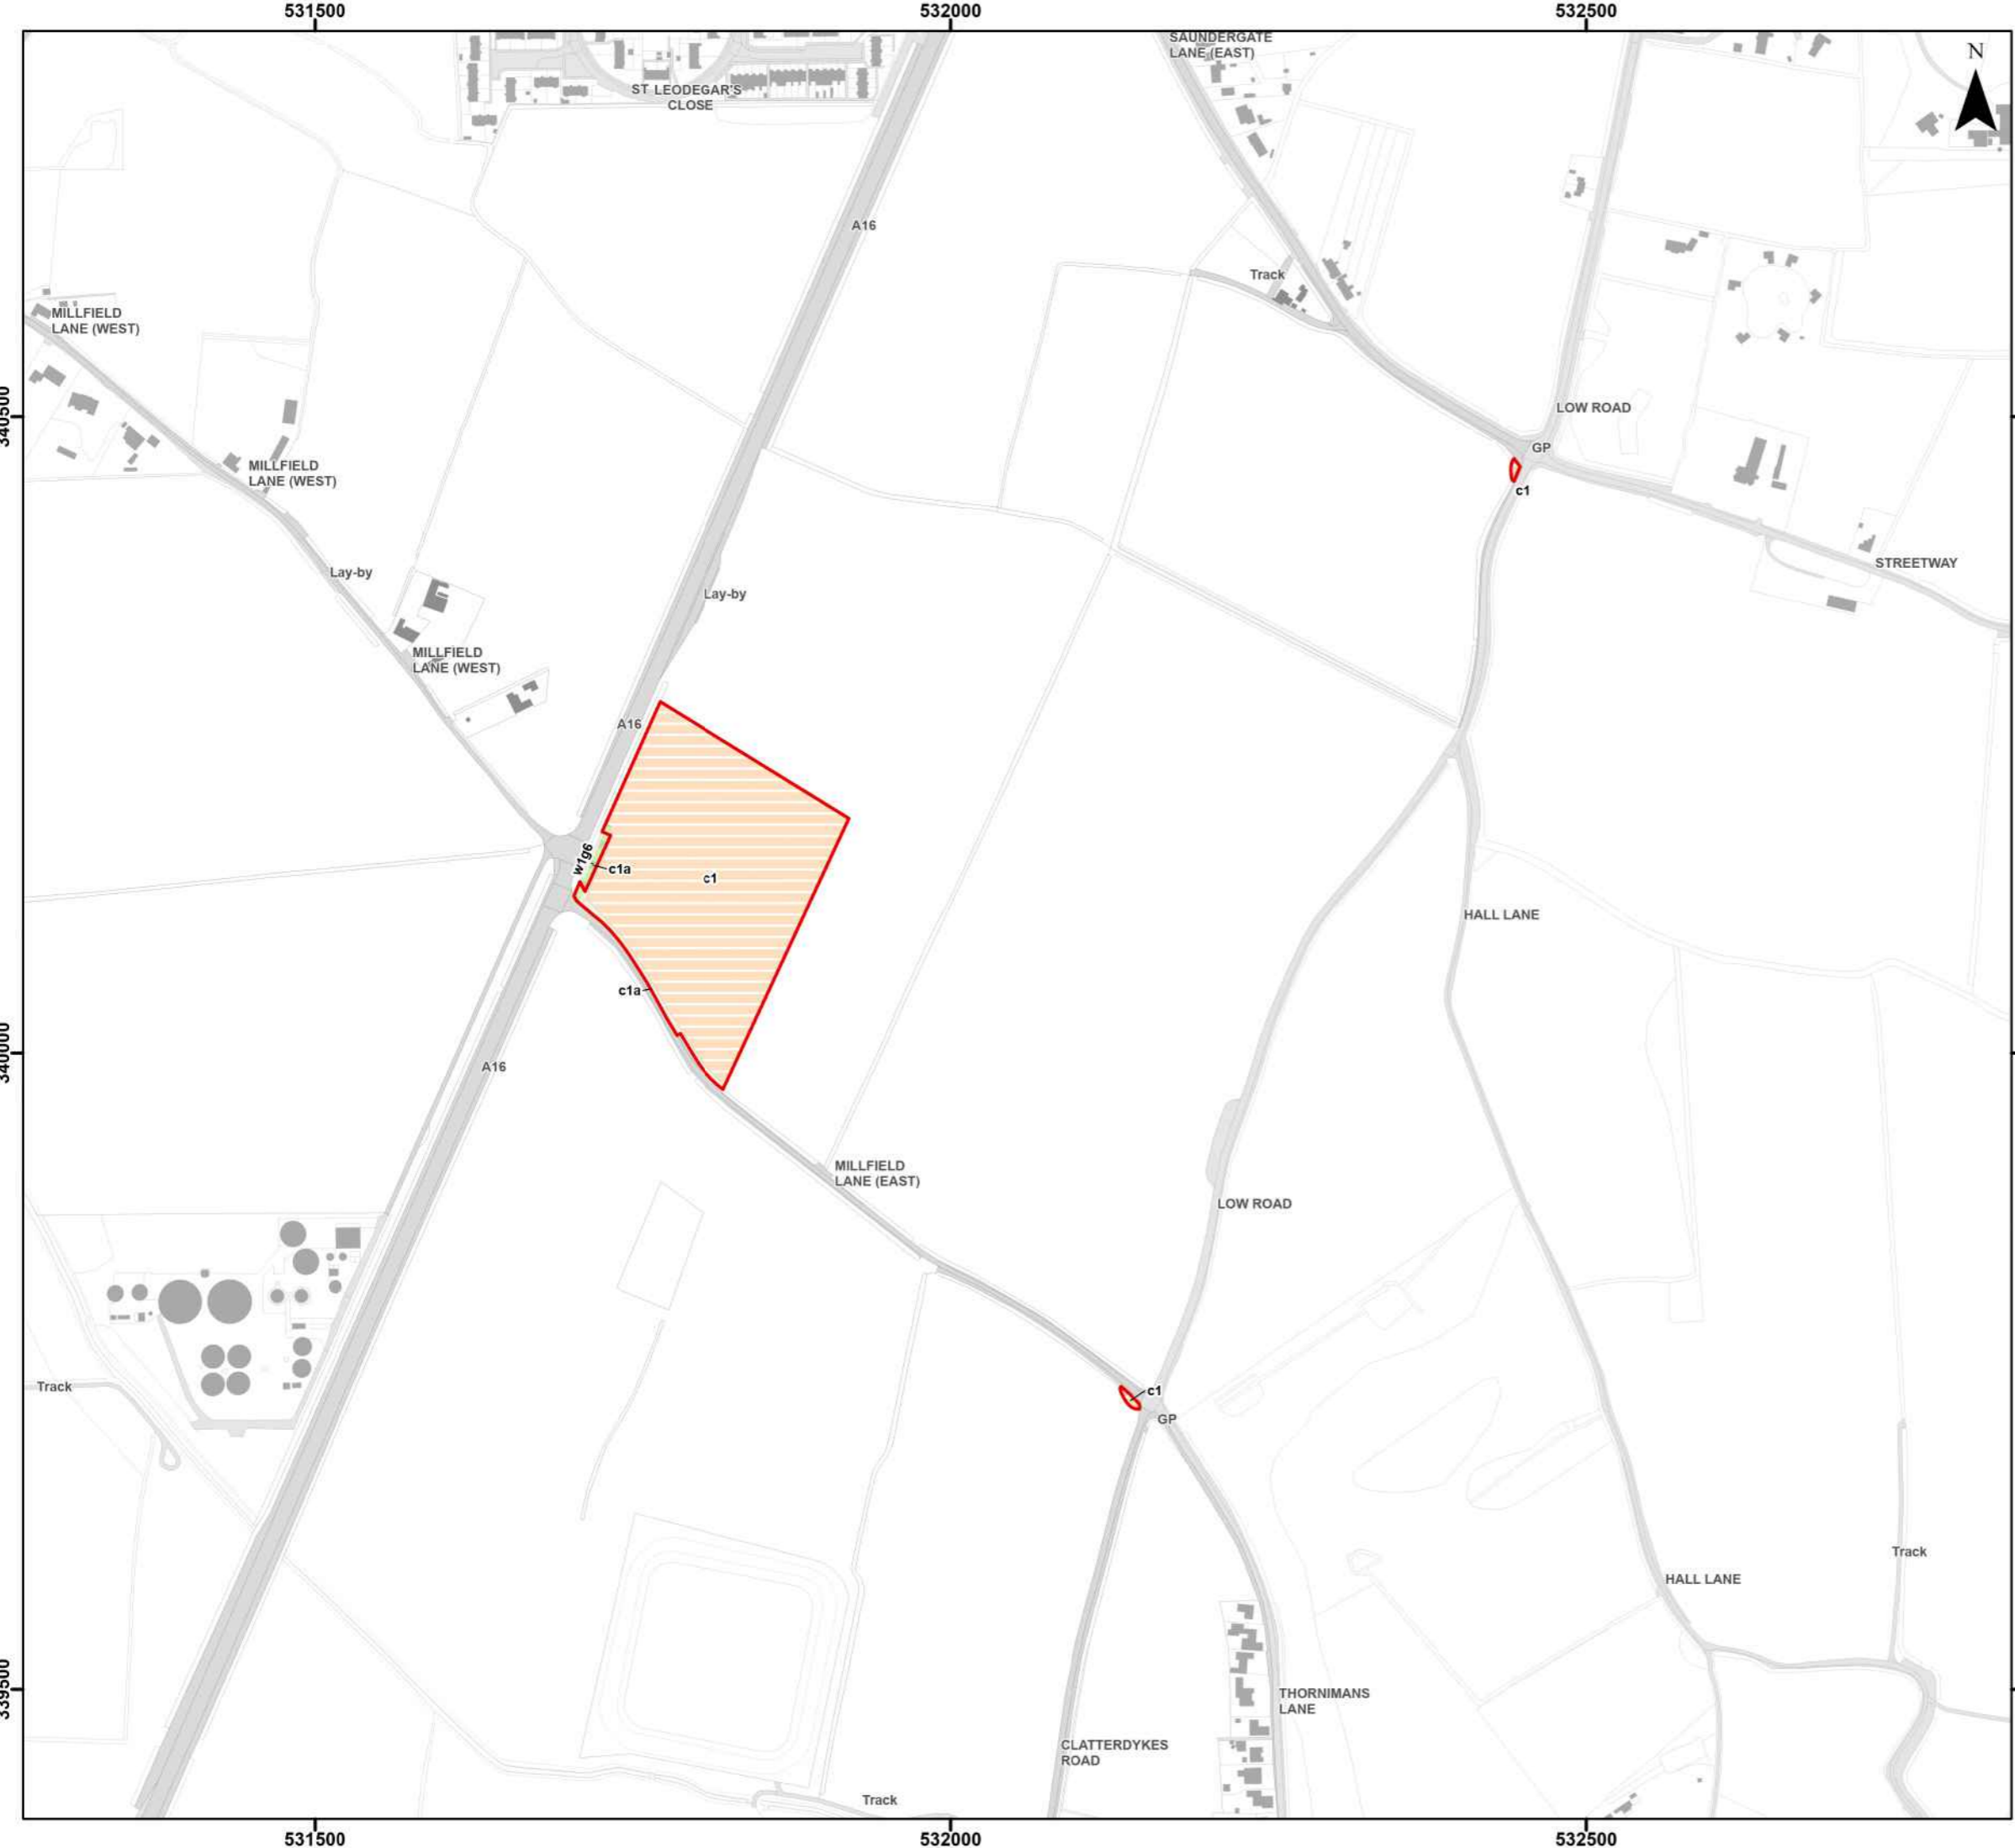 531500
532000
532500
SAUNDERGATE
LANE (EAST)
N
ST LEODEGAR'S
CLOSE
A16
Track
MILLFIELD
LANE (WEST)
340500
LOW ROAD
GP
MILLFIELD
LANE (WEST)
c1
STREETWAY
Lay-by
Lay-by
MILLFIELD
LANE (WEST)
A16
w1g6
c1a
c1
HALL LANE
c1a
340000
A16
MILLFIELD
LANE (EAST)
LOW ROAD
Track
c1
GP
Track
HALL LANE
339500
THORNIMANS
LANE
CLATTERDYKES
ROAD
Track
531500
532000
532500